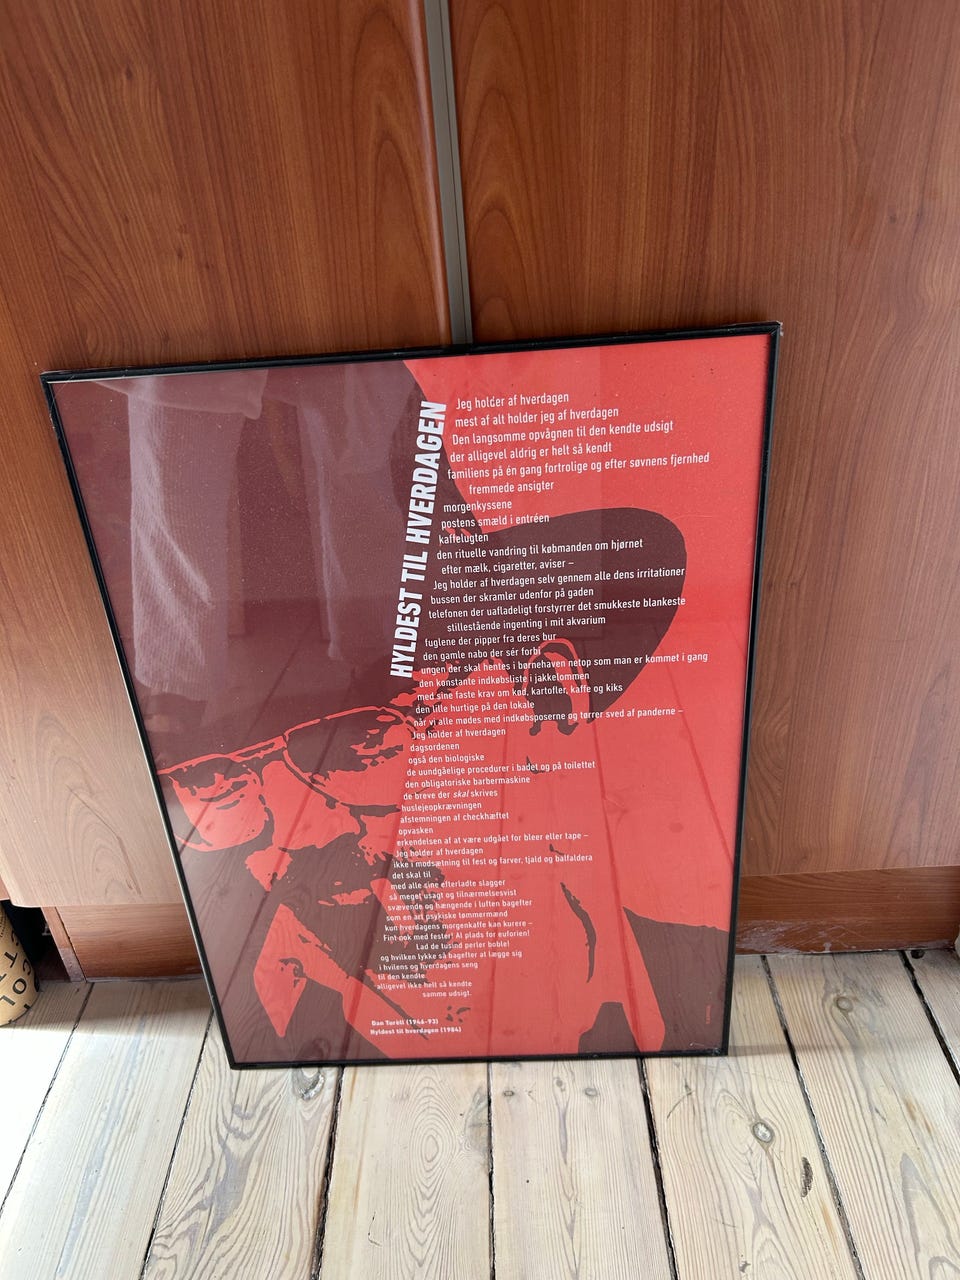 HYLDEST TIL HVERDAGEN
Jeg holder af hverdagen
mest af alt holder jeg af hverdagen
Den langsomme opvågnen til den kendte udsigt
der alligevel aldrig er helt så kendt
familiens på én gang fortrolige og efter søvnens fjernhed
fremmede ansigter
morgenkyssene
postens smæld i entréen
kaffelugten
den rituelle vandring til købmanden om hjørnet
efter mælk, cigaretter, aviser –
Jeg holder af hverdagen selv gennem alle dens irritationer
bussen der skramler udenfor på gaden
telefonen der uafladeligt forstyrrer det smukkeste blankeste
stillestående ingenting i mit akvarium
fuglene der pipper fra deres bur
den gamle nabo der sér forbi
ungen der skal hentes i børnehaven netop som man er kommet i gang
den konstante indkøbsliste i jakkelommen
med sine faste krav om kød, kartofler, kaffe og kiks
den lille hurtige på den lokale
når vi alle mødes med indkøbsposerne og tørrer sved af panderne –
Jeg holder af hverdagen
dagsordenen
også den biologiske
de uundgåelige procedurer i badet og på toilettet
den obligatoriske barbermaskine
de breve der skal skrives
huslejeopkrævningen
afstemningen af checkhæftet
opvasken
erkendelsen af at være udgået for bleer eller tape –
Jeg holder af hverdagen
ikke i modsætning til fest og farver, tjald og balfaldera
det skal til
med alle sine efterladte slagger
så meget usagt og tilnærmelsesvist
svævende og hængende i luften bagefter
som en art psykiske tømmermænd
kun hverdagens morgenkaffe kan kurere –
Fint nok med fester! Al plads for euforien!
Lad de tusind perler boble!
og hvilken lykke så bagefter at lægge sig
i hvilens og hverdagens seng
til den kendte
alligevel ikke helt så kendte
samme udsigt.
Dan Turèll (1946-93)
Hyldest til hverdagen (1984)